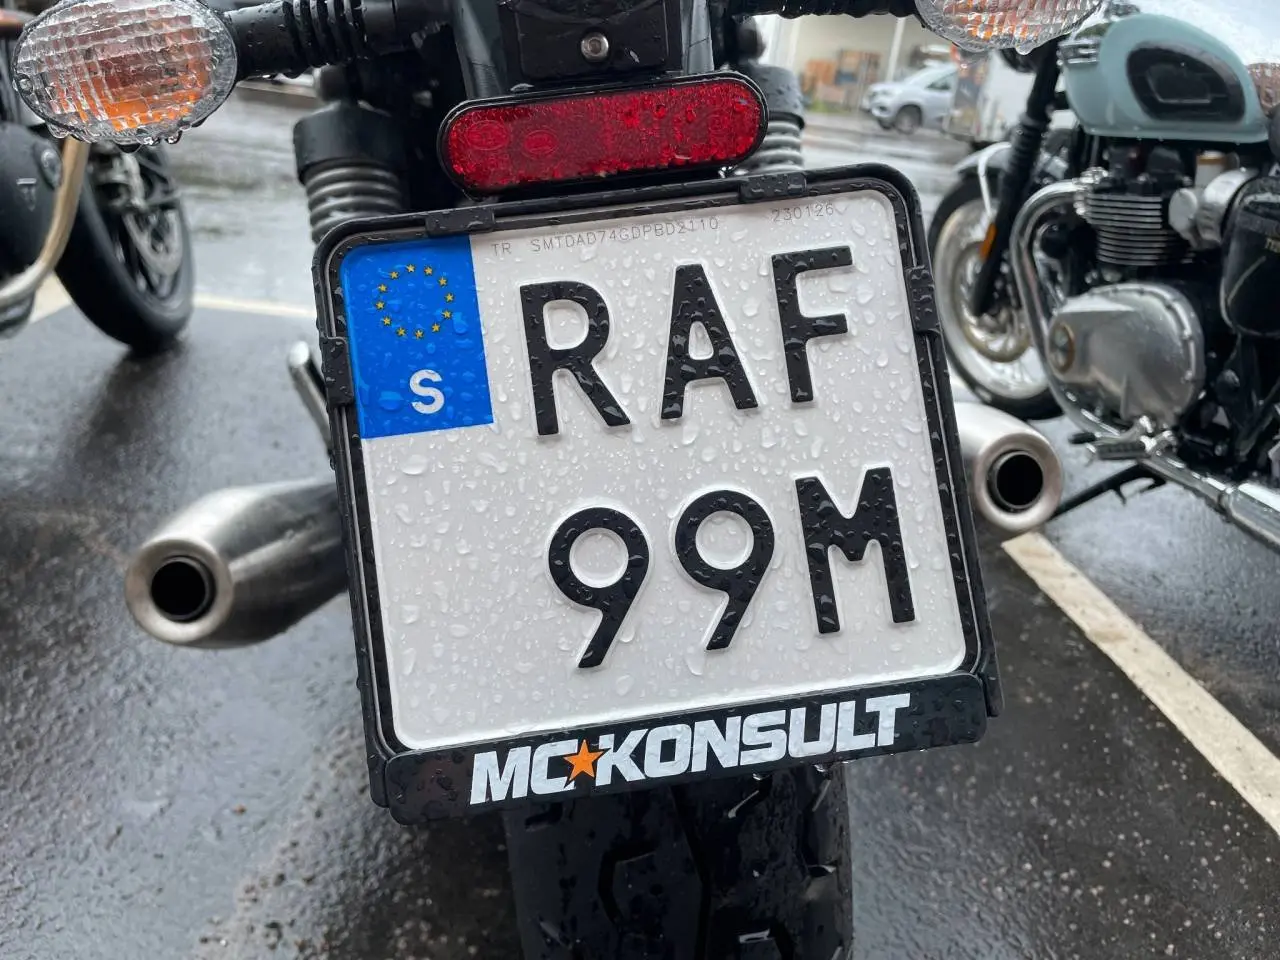 TR SMTDAD74GDPBD2110 230126
S
RAF
99M
MC★KONSULT